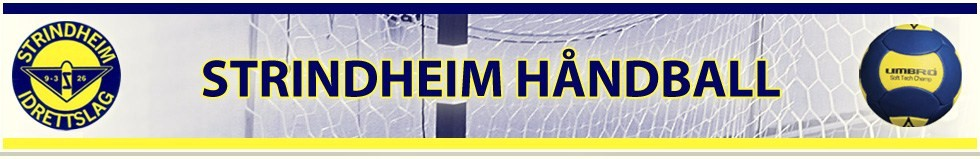 STRINDHEIM
9-3 26
IDRETTSLAG
STRINDHEIM HÅNDBALL
UMBRO
Soft Tech Champ